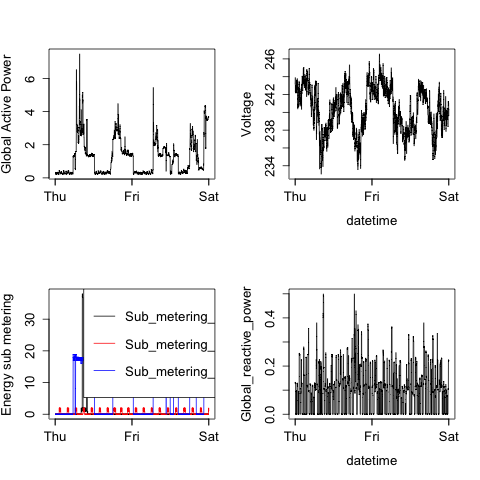 Global Active Power
0 2 4 6
Thu Fri Sat
Voltage
234 238 242 246
Thu Fri Sat
datetime
Energy sub metering
0 10 20 30
Sub_metering_
Sub_metering_
Sub_metering_
Thu Fri Sat
Global_reactive_power
0.0 0.2 0.4
Thu Fri Sat
datetime